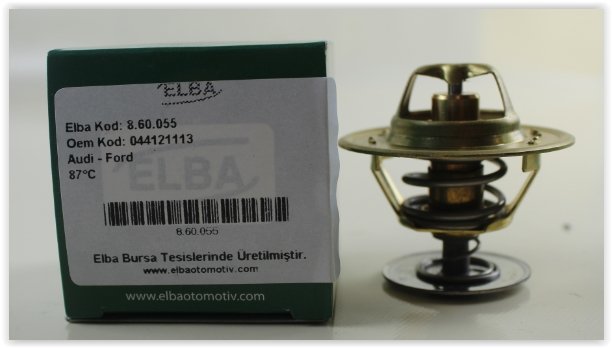 ELBA
Elba Kod: 8.60.055
Oem Kod: 044121113
Audi - Ford
87°C
ELBA
8.60.055
Elba Bursa Tesislerinde Üretilmiştir.
www.elbaotomotiv.com
www.elbaotomotiv.com